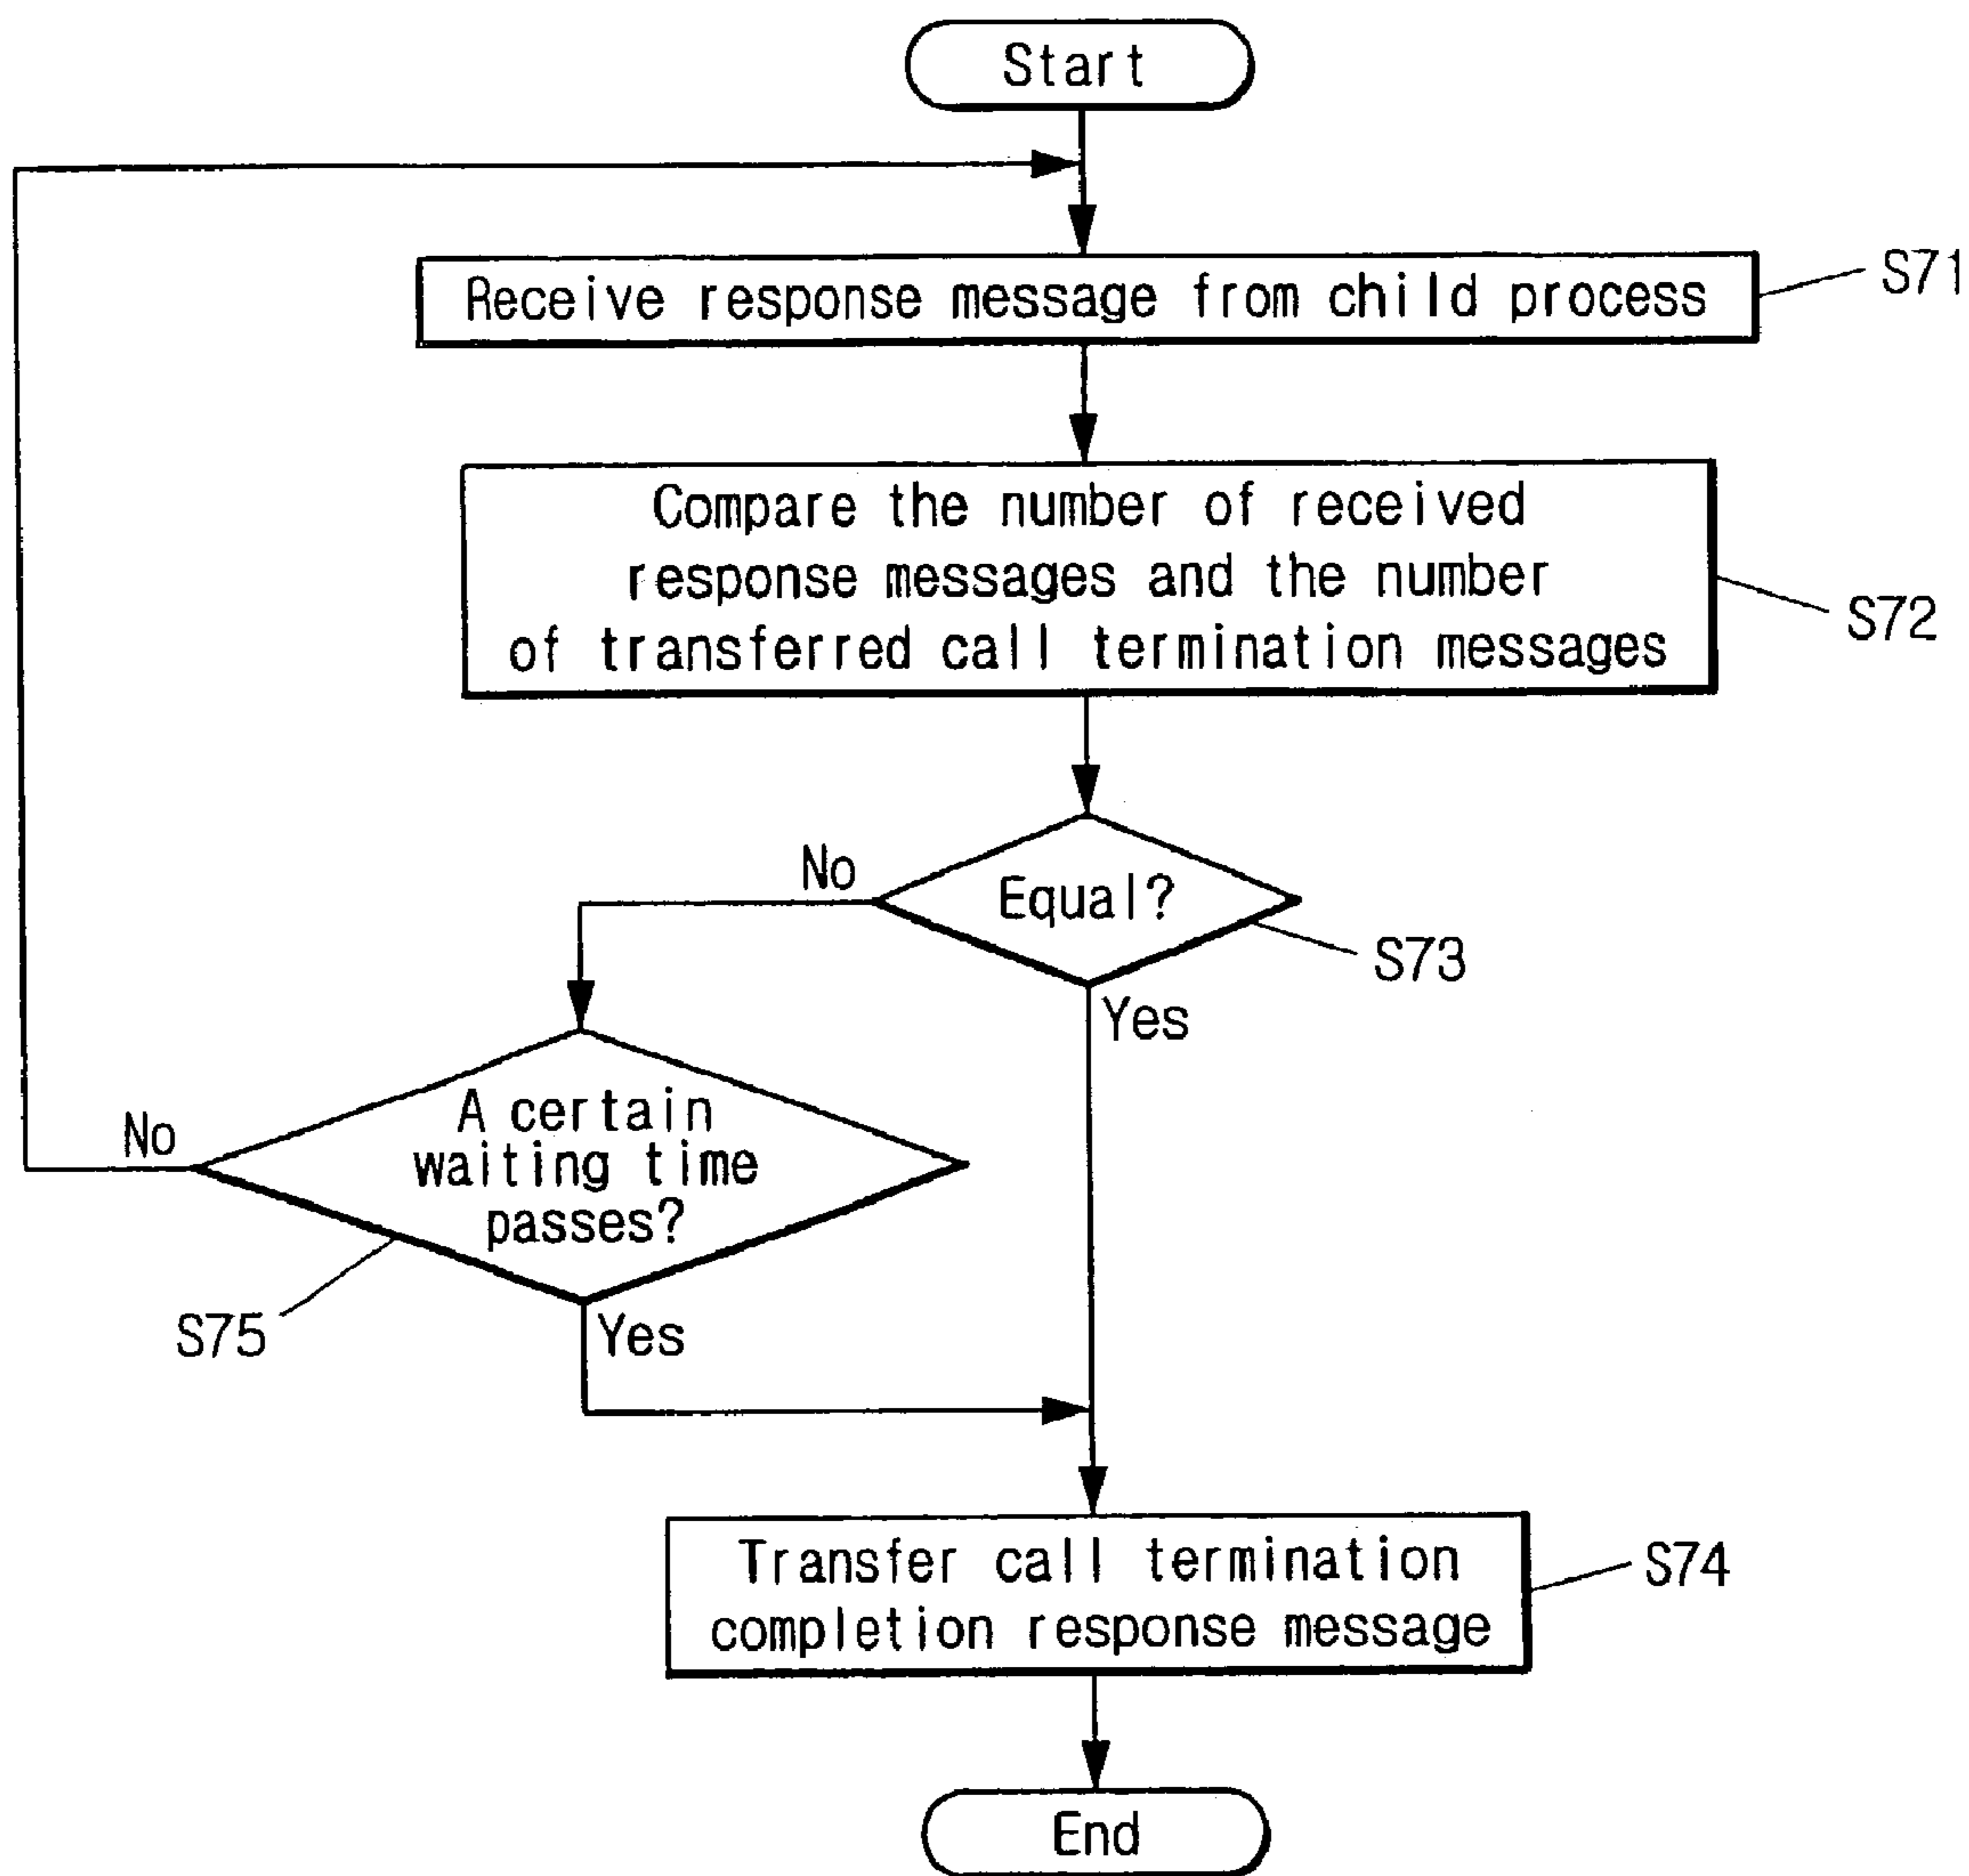 Start
Receive response message from child process
S71
Compare the number of received
response messages and the number
of transferred call termination messages
S72
No
Equal?
S73
Yes
A certain
waiting time
passes?
No
S75
Yes
Transfer call termination
completion response message
S74
End